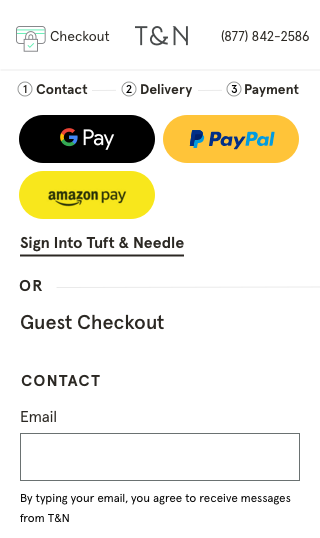 Checkout T&N (877) 842-2586
1 Contact 2 Delivery 3 Payment
G Pay PayPal
amazon pay
Sign Into Tuft & Needle
OR
Guest Checkout
CONTACT
Email
By typing your email, you agree to receive messages
from T&N